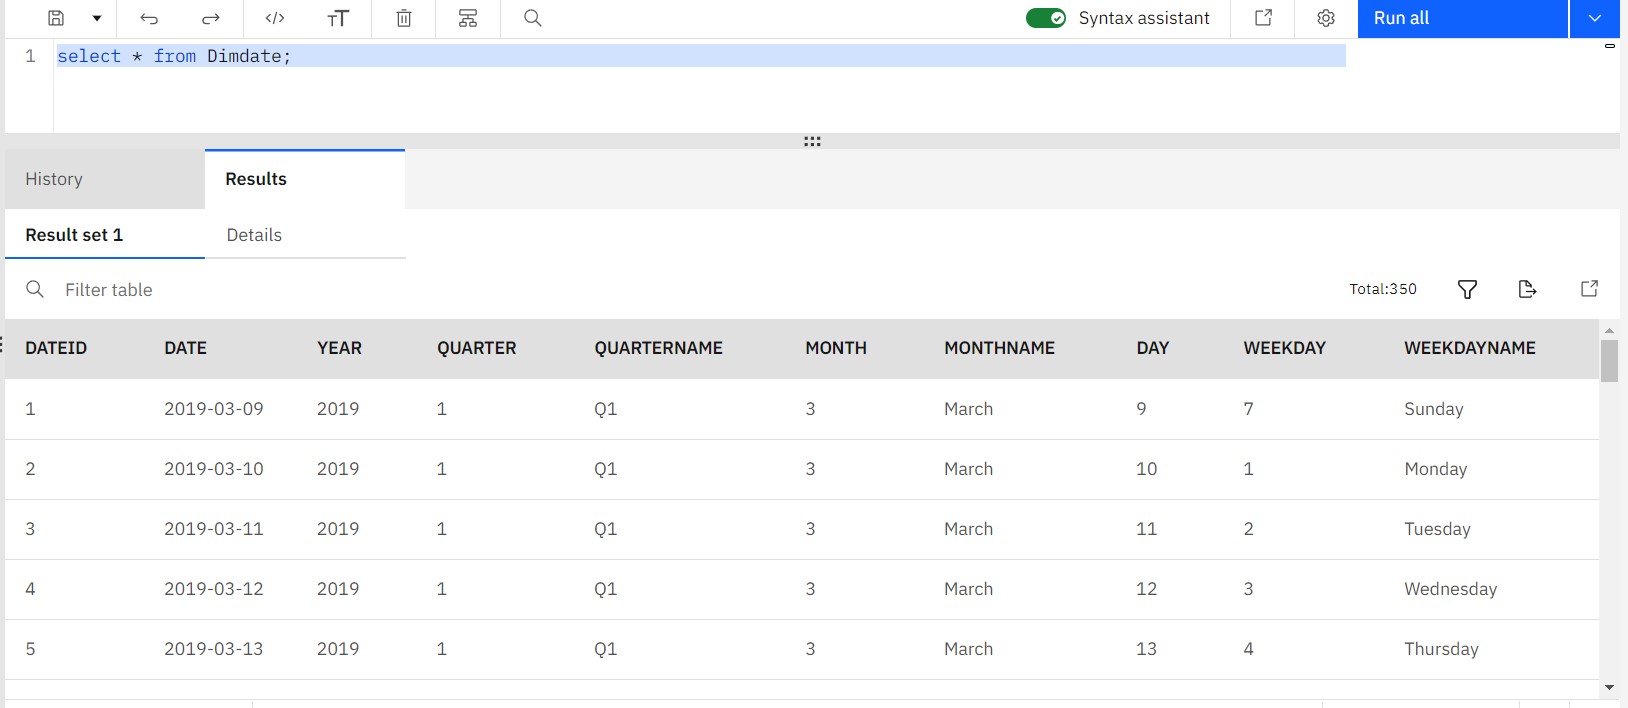 Syntax assistant Run all
1 select * from Dimdate;
History Results
Result set 1 Details
Filter table Total:350
DATEID DATE YEAR QUARTER QUARTERNAME MONTH MONTHNAME DAY WEEKDAY WEEKDAYNAME
1 2019-03-09 2019 1 Q1 3 March 9 7 Sunday
2 2019-03-10 2019 1 Q1 3 March 10 1 Monday
3 2019-03-11 2019 1 Q1 3 March 11 2 Tuesday
4 2019-03-12 2019 1 Q1 3 March 12 3 Wednesday
5 2019-03-13 2019 1 Q1 3 March 13 4 Thursday